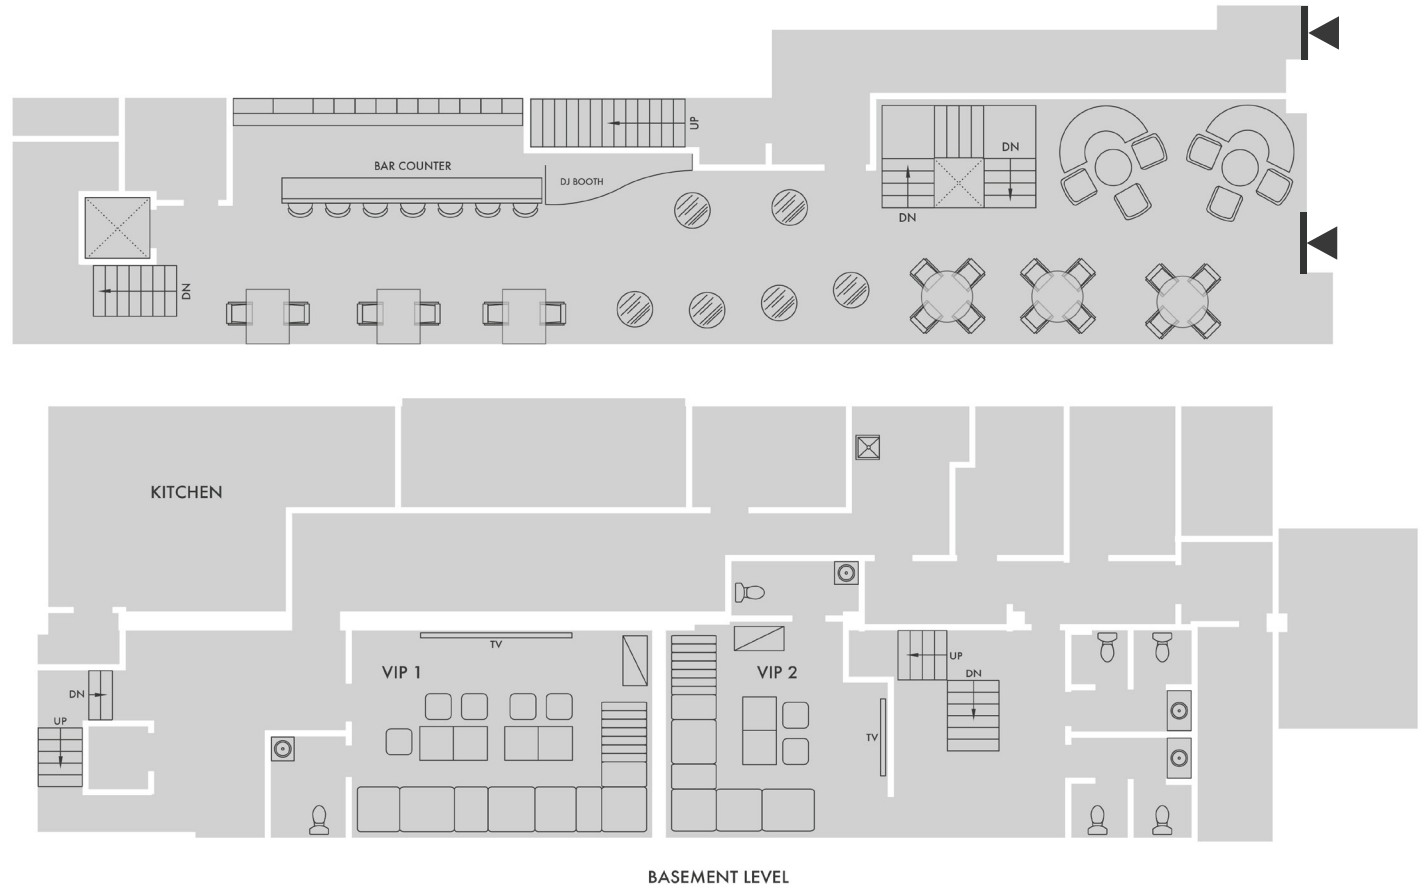 UP
BAR COUNTER
DJ BOOTH
DN
DN
DN
KITCHEN
TV
VIP 1
VIP 2
UP
DN
DN
UP
TV
BASEMENT LEVEL